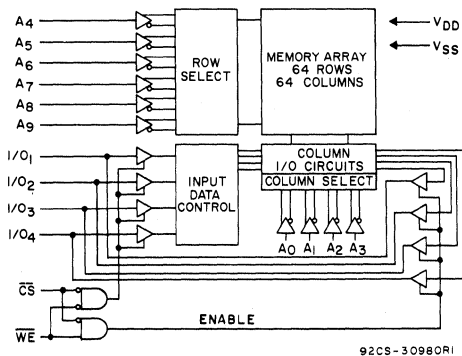 A4
A5
A6
A7
A8
A9
ROW
SELECT
MEMORY ARRAY
64 ROWS
64 COLUMNS
VDD
VSS
I/O1
I/O2
I/O3
I/O4
INPUT
DATA
CONTROL
COLUMN
I/O CIRCUITS
COLUMN SELECT
A0 A1 A2 A3
CS
WE
ENABLE
92CS-30980R1